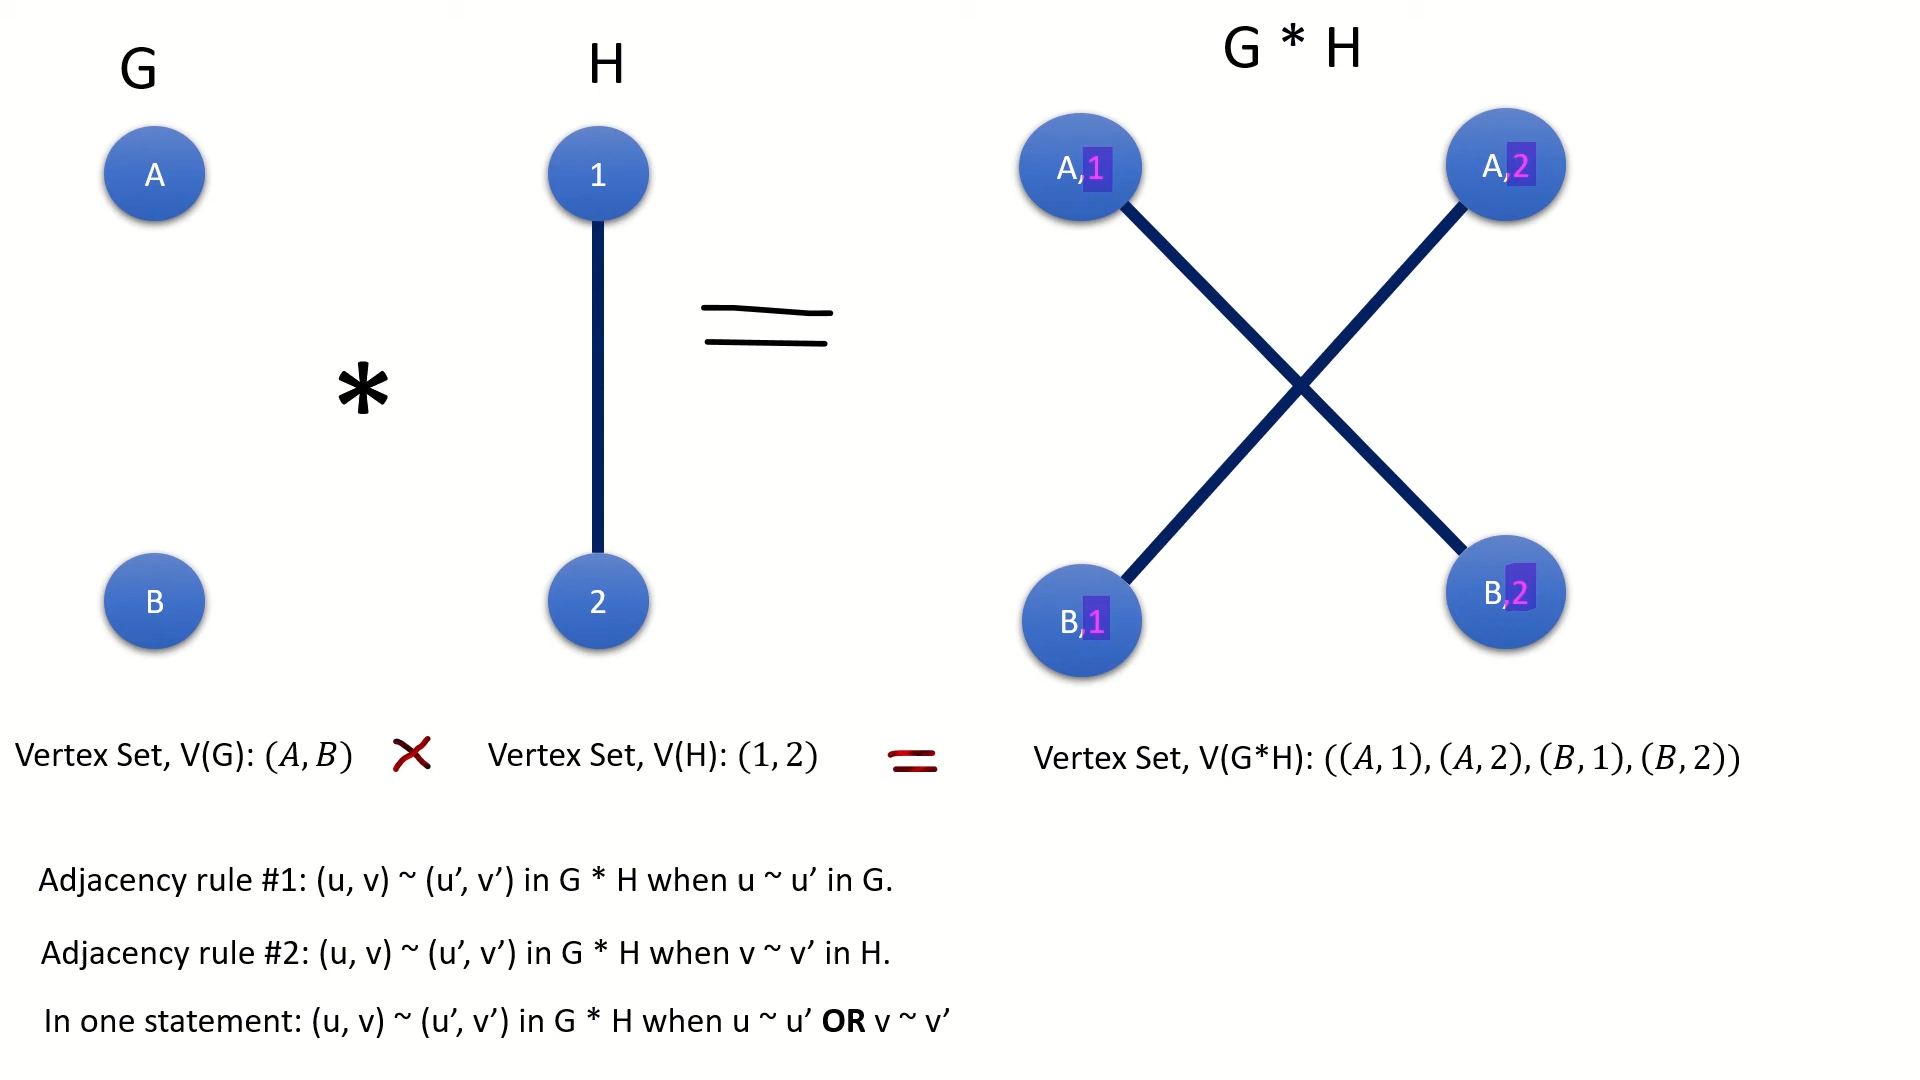 G
H
G * H
A
1
A,1
A,2
*
=
B
2
B,1
B,2
Vertex Set, V(G): (A, B) × Vertex Set, V(H): (1, 2) = Vertex Set, V(G*H): ((A, 1), (A, 2), (B, 1), (B, 2))
Adjacency rule #1: (u, v) ~ (u’, v’) in G * H when u ~ u’ in G.
Adjacency rule #2: (u, v) ~ (u’, v’) in G * H when v ~ v’ in H.
In one statement: (u, v) ~ (u’, v’) in G * H when u ~ u’ OR v ~ v’